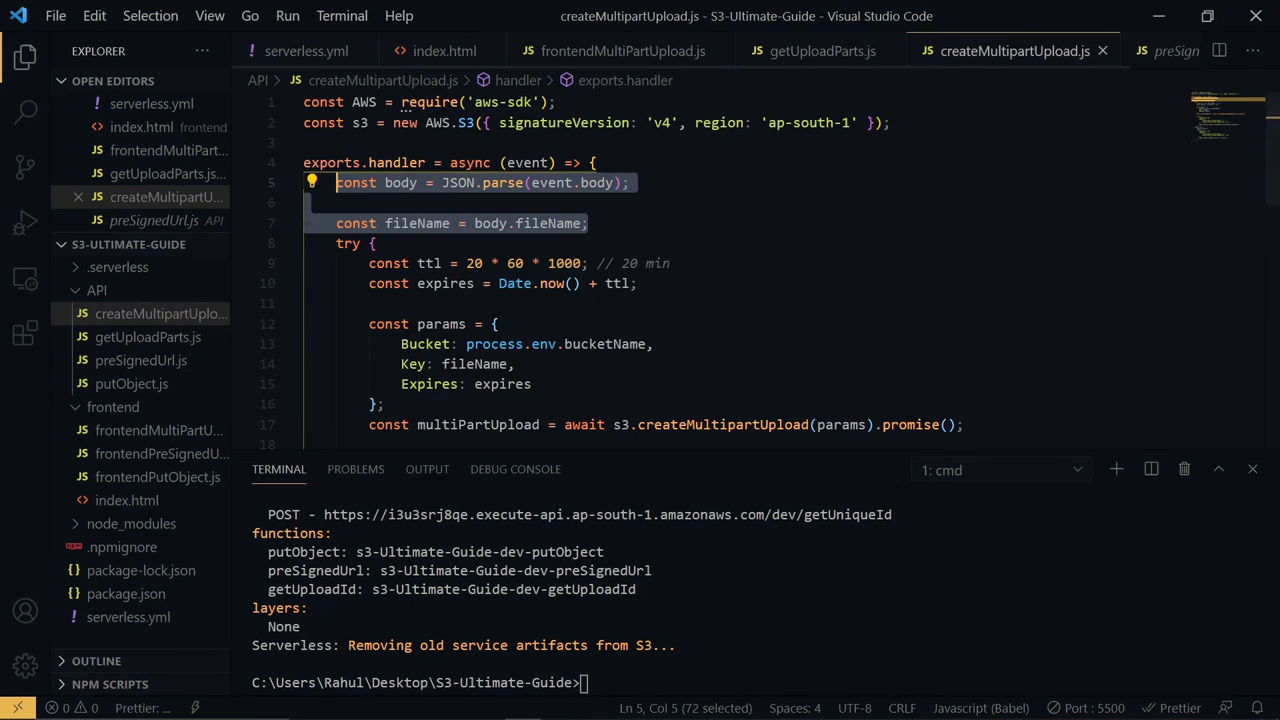 File Edit Selection View Go Run Terminal Help
createMultipartUpload.js - S3-Ultimate-Guide - Visual Studio Code
EXPLORER
serverless.yml
index.html
frontendMultiPartUpload.js
getUploadParts.js
createMultipartUpload.js
preSign
OPEN EDITORS
serverless.yml
index.html frontend
frontendMultiPart...
getUploadParts.js...
createMultipartU...
preSignedUrl.js API
S3-ULTIMATE-GUIDE
.serverless
API
createMultipartUplo...
getUploadParts.js
preSignedUrl.js
putObject.js
frontend
frontendMultiPartU...
frontendPreSignedU...
frontendPutObject.js
index.html
node_modules
.npmignore
package-lock.json
package.json
serverless.yml
OUTLINE
NPM SCRIPTS
API JS createMultipartUpload.js handler exports.handler
1 const AWS = require('aws-sdk');
2 const s3 = new AWS.S3({ signatureVersion: 'v4', region: 'ap-south-1' });
3
4 exports.handler = async (event) => {
5 const body = JSON.parse(event.body);
6
7 const fileName = body.fileName;
8 try {
9 const ttl = 20 * 60 * 1000; // 20 min
10 const expires = Date.now() + ttl;
11
12 const params = {
13 Bucket: process.env.bucketName,
14 Key: fileName,
15 Expires: expires
16 };
17 const multiPartUpload = await s3.createMultipartUpload(params).promise();
18
TERMINAL PROBLEMS OUTPUT DEBUG CONSOLE
1: cmd
POST - https://i3u3srj8qe.execute-api.ap-south-1.amazonaws.com/dev/getUniqueId
functions:
putObject: s3-Ultimate-Guide-dev-putObject
preSignedUrl: s3-Ultimate-Guide-dev-preSignedUrl
getUploadId: s3-Ultimate-Guide-dev-getUploadId
layers:
None
Serverless: Removing old service artifacts from S3...
C:\Users\Rahul\Desktop\S3-Ultimate-Guide>
0 0 Prettier: ...
Ln 5, Col 5 (72 selected) Spaces: 4 UTF-8 CRLF Javascript (Babel) Port : 5500 Prettier